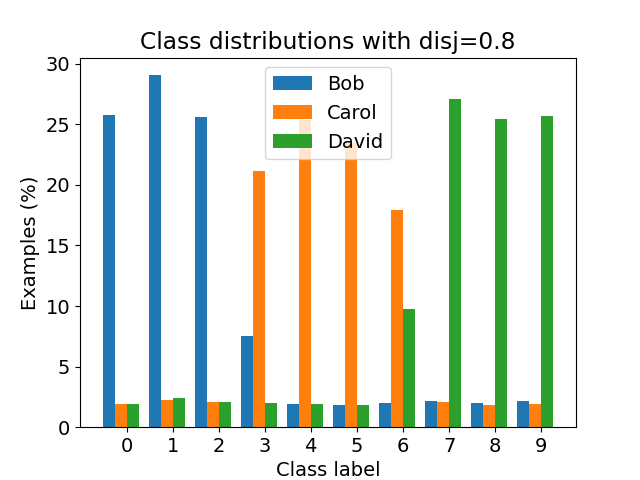 Class distributions with disj=0.8
30
25
20
15
10
5
0
Examples (%)
Bob
Carol
David
0 1 2 3 4 5 6 7 8 9
Class label